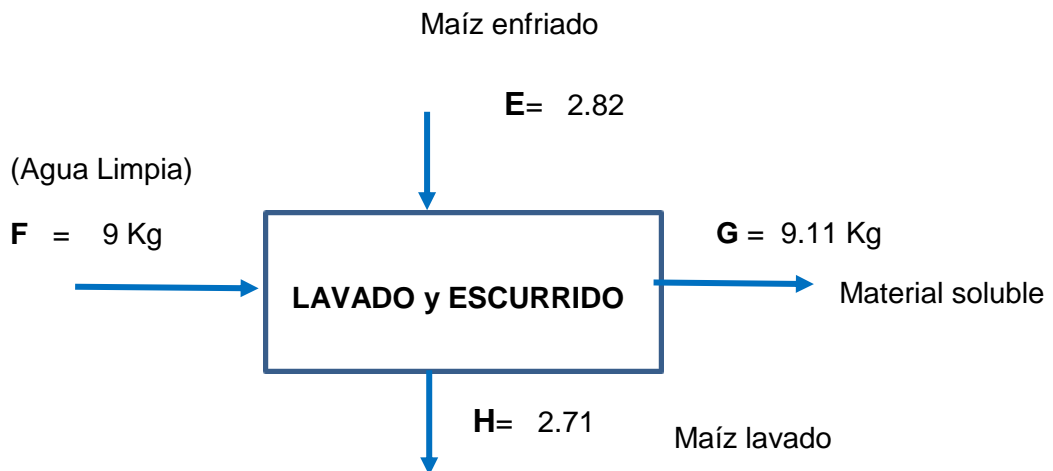 Maíz enfriado
E= 2.82
(Agua Limpia)
F = 9 Kg
G = 9.11 Kg
LAVADO y ESCURRIDO
Material soluble
H= 2.71
Maíz lavado